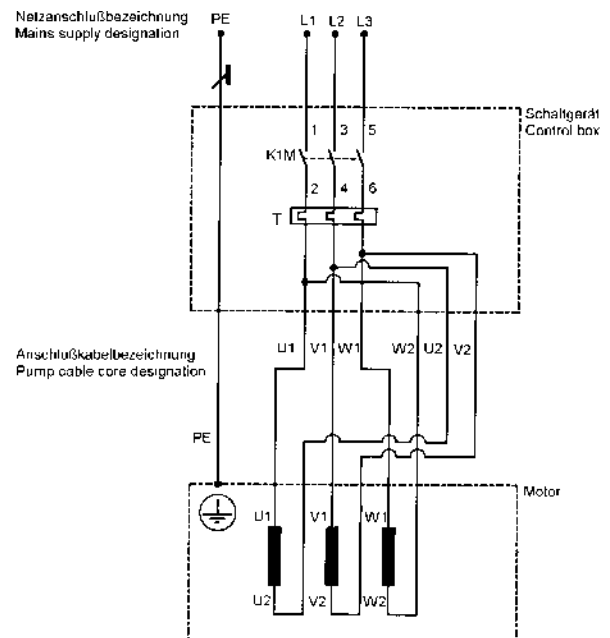 Netzanschlußbezeichnung PE L1 L2 L3
Mains supply designation
Schaltgerät
Control box
1 3 5
K1M
2 4 6
T
U1 V1 W1 W2 U2 V2
Anschlußkabelbezeichnung
Pump cable core designation
PE
Motor
U1 V1 W1
U2 V2 W2